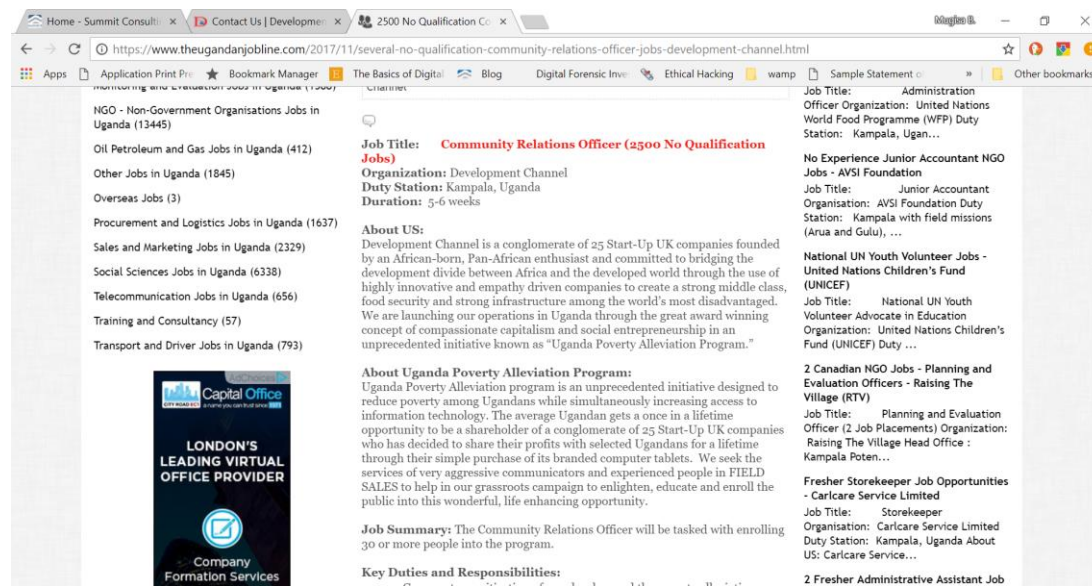 Home - Summit Consulti
Contact Us | Developmen
2500 No Qualification Co
Mugisa B.
https://www.theugandanjobline.com/2017/11/several-no-qualification-community-relations-officer-jobs-development-channel.html
Apps
Application Print Pre
Bookmark Manager
The Basics of Digital
Blog
Digital Forensic Inve
Ethical Hacking
wamp
Sample Statement o
»
Other bookmarks
Monitoring and Evaluation Jobs in Uganda
NGO - Non-Government Organisations Jobs in
Uganda (13445)
Oil Petroleum and Gas Jobs in Uganda (412)
Other Jobs in Uganda (1845)
Overseas Jobs (3)
Procurement and Logistics Jobs in Uganda (1637)
Sales and Marketing Jobs in Uganda (2329)
Social Sciences Jobs in Uganda (6338)
Telecommunication Jobs in Uganda (656)
Training and Consultancy (57)
Transport and Driver Jobs in Uganda (793)
AdChoices
Capital Office
CITY ROAD EC1 a name you can trust since
LONDON'S
LEADING VIRTUAL
OFFICE PROVIDER
Company
Formation Services
Channel
Job Title: Community Relations Officer (2500 No Qualification
Jobs)
Organization: Development Channel
Duty Station: Kampala, Uganda
Duration: 5-6 weeks
About US:
Development Channel is a conglomerate of 25 Start-Up UK companies founded
by an African-born, Pan-African enthusiast and committed to bridging the
development divide between Africa and the developed world through the use of
highly innovative and empathy driven companies to create a strong middle class,
food security and strong infrastructure among the world's most disadvantaged.
We are launching our operations in Uganda through the great award winning
concept of compassionate capitalism and social entrepreneurship in an
unprecedented initiative known as “Uganda Poverty Alleviation Program.”
About Uganda Poverty Alleviation Program:
Uganda Poverty Alleviation program is an unprecedented initiative designed to
reduce poverty among Ugandans while simultaneously increasing access to
information technology. The average Ugandan gets a once in a lifetime
opportunity to be a shareholder of a conglomerate of 25 Start-Up UK companies
who has decided to share their profits with selected Ugandans for a lifetime
through their simple purchase of its branded computer tablets. We seek the
services of very aggressive communicators and experienced people in FIELD
SALES to help in our grassroots campaign to enlighten, educate and enroll the
public into this wonderful, life enhancing opportunity.
Job Summary: The Community Relations Officer will be tasked with enrolling
30 or more people into the program.
Key Duties and Responsibilities:
Job Title: Administration
Officer Organization: United Nations
World Food Programme (WFP) Duty
Station: Kampala, Ugan...
No Experience Junior Accountant NGO
Jobs - AVSI Foundation
Job Title: Junior Accountant
Organisation: AVSI Foundation Duty
Station: Kampala with field missions
(Arua and Gulu), ...
National UN Youth Volunteer Jobs -
United Nations Children's Fund
(UNICEF)
Job Title: National UN Youth
Volunteer Advocate in Education
Organization: United Nations Children's
Fund (UNICEF) Duty ...
2 Canadian NGO Jobs - Planning and
Evaluation Officers - Raising The
Village (RTV)
Job Title: Planning and Evaluation
Officer (2 Job Placements) Organization:
Raising The Village Head Office :
Kampala Poten...
Fresher Storekeeper Job Opportunities
- Carlcare Service Limited
Job Title: Storekeeper
Organisation: Carlcare Service Limited
Duty Station: Kampala, Uganda About
US: Carlcare Service...
2 Fresher Administrative Assistant Job